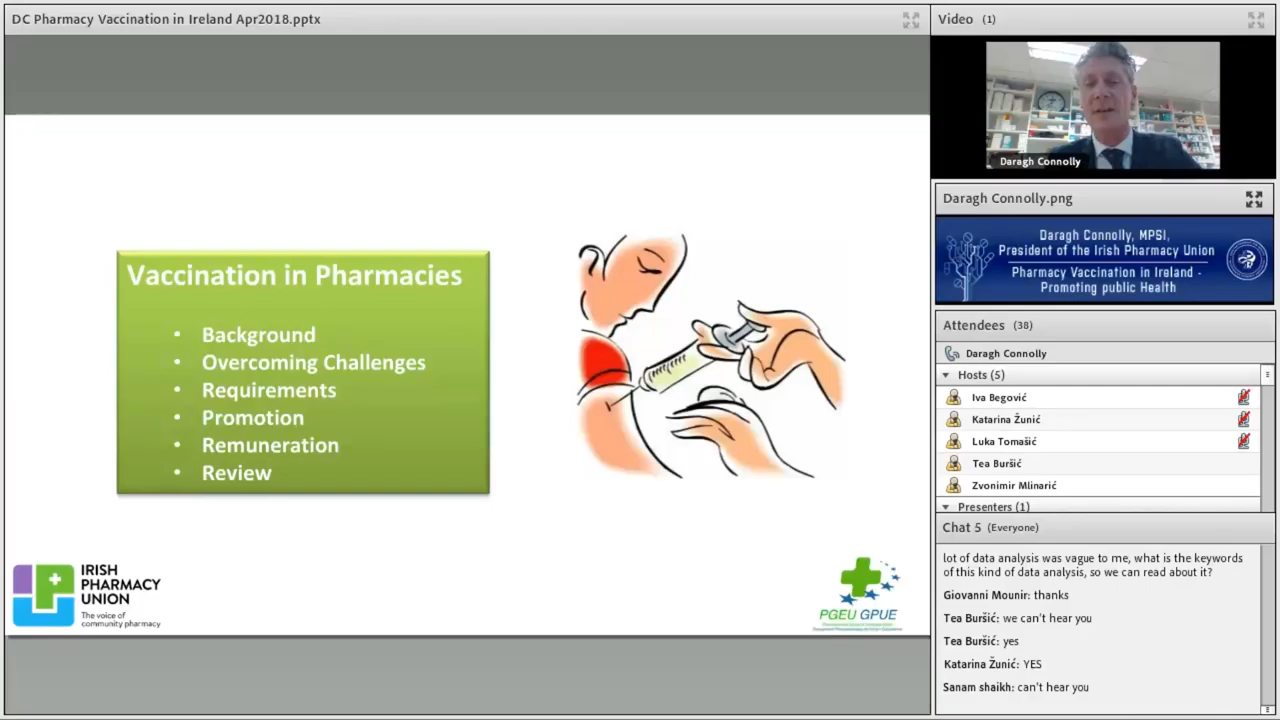 DC Pharmacy Vaccination in Ireland Apr2018.pptx
Vaccination in Pharmacies
• Background
• Overcoming Challenges
• Requirements
• Promotion
• Remuneration
• Review
IRISH
PHARMACY
UNION
The voice of
community pharmacy
PGEU GPUE
Video (1)
Daragh Connolly
Daragh Connolly.png
Daragh Connolly, MPSI,
President of the Irish Pharmacy Union
Pharmacy Vaccination in Ireland -
Promoting public Health
Attendees (38)
Daragh Connolly
Hosts (5)
Iva Begović
Katarina Žunić
Luka Tomašić
Tea Buršić
Zvonimir Mlinarić
Presenters (1)
Chat 5 (Everyone)
lot of data analysis was vague to me, what is the keywords
of this kind of data analysis, so we can read about it?
Giovanni Mounir: thanks
Tea Buršić: we can't hear you
Tea Buršić: yes
Katarina Žunić: YES
Sanam shaikh: can't hear you